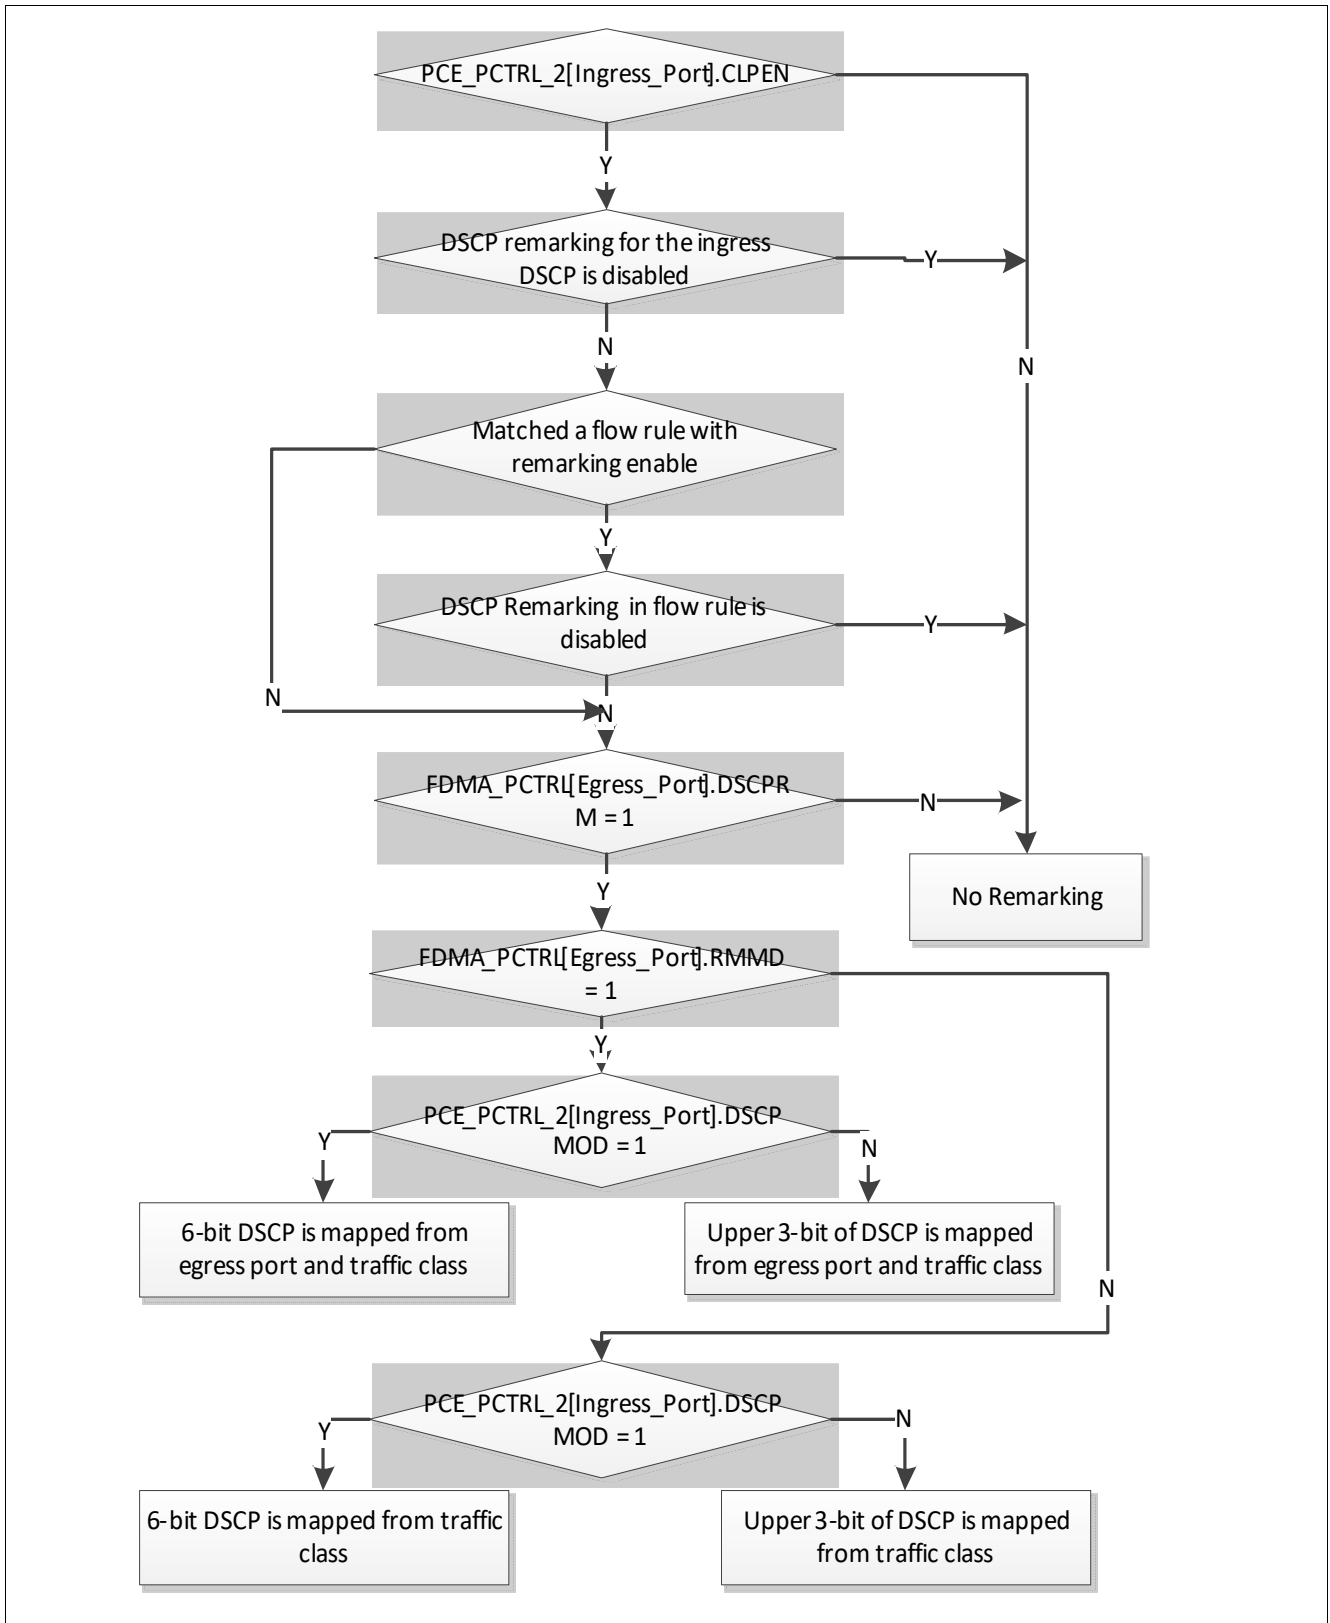 PCE_PCTRL_2[Ingress_Port].CLPEN
Y
DSCP remarking for the ingress
DSCP is disabled
Y
N
N
Matched a flow rule with
remarking enable
Y
DSCP Remarking in flow rule is
disabled
Y
N
N
FDMA_PCTRL[Egress_Port].DSCPR
M = 1
N
Y
No Remarking
FDMA_PCTRL[Egress_Port].RMMD
= 1
Y
PCE_PCTRL_2[Ingress_Port].DSCP
MOD = 1
Y
N
6-bit DSCP is mapped from
egress port and traffic class
Upper 3-bit of DSCP is mapped
from egress port and traffic class
N
PCE_PCTRL_2[Ingress_Port].DSCP
MOD = 1
Y
N
6-bit DSCP is mapped from traffic
class
Upper 3-bit of DSCP is mapped
from traffic class